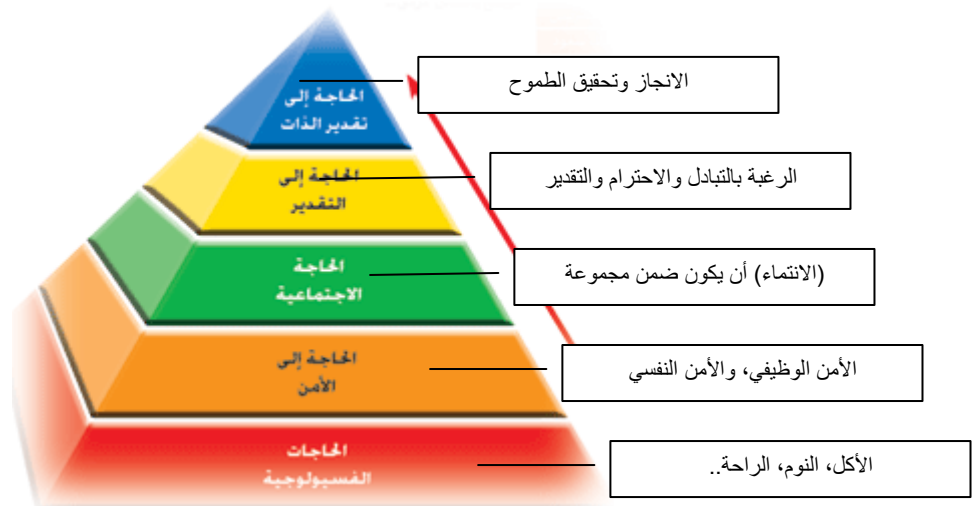 الحاجة إلى
تقدير الذات
الانجاز وتحقيق الطموح
الحاجة إلى
التقدير
الرغبة بالتبادل والاحترام والتقدير
الحاجة
الاجتماعية
(الانتماء) أن يكون ضمن مجموعة
الحاجة إلى
الأمن
الأمن الوظيفي، والأمن النفسي
الحاجات
الفسيولوجية
الأكل، النوم، الراحة..